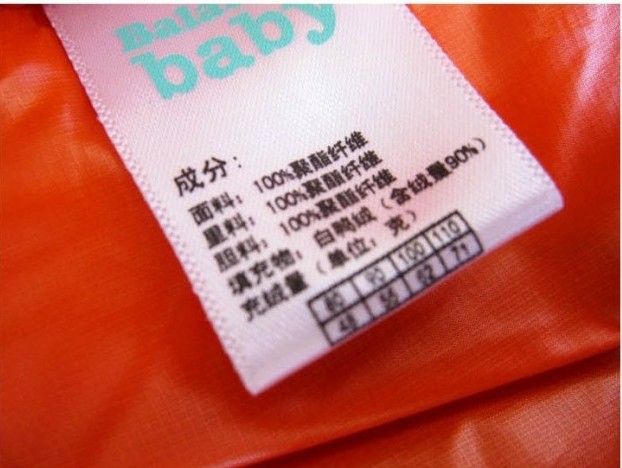 baby
成分：
面料：100%聚酯纤维
里料：100%聚酯纤维
胆料：100%聚酯纤维
填充物：白鸭绒（含绒量90%）
充绒量（单位：克）
80 90 100 110
48 56 62 71